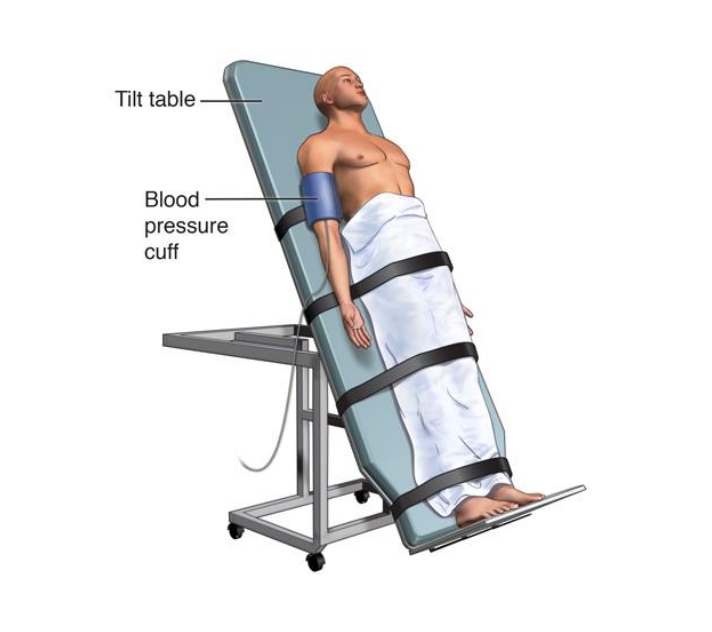 Tilt table
Blood
pressure
cuff